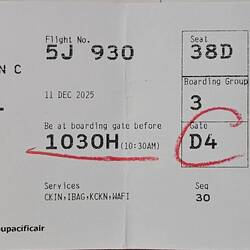 Flight No.
Seat
5J 930
38D
N C
Boarding Group
11 DEC 2025
3
Be at boarding gate before
Gate
1030H (10:30AM)
D4
Services
Seq
CKIN,IBAG,KCKN,WAFI
30
upacificair